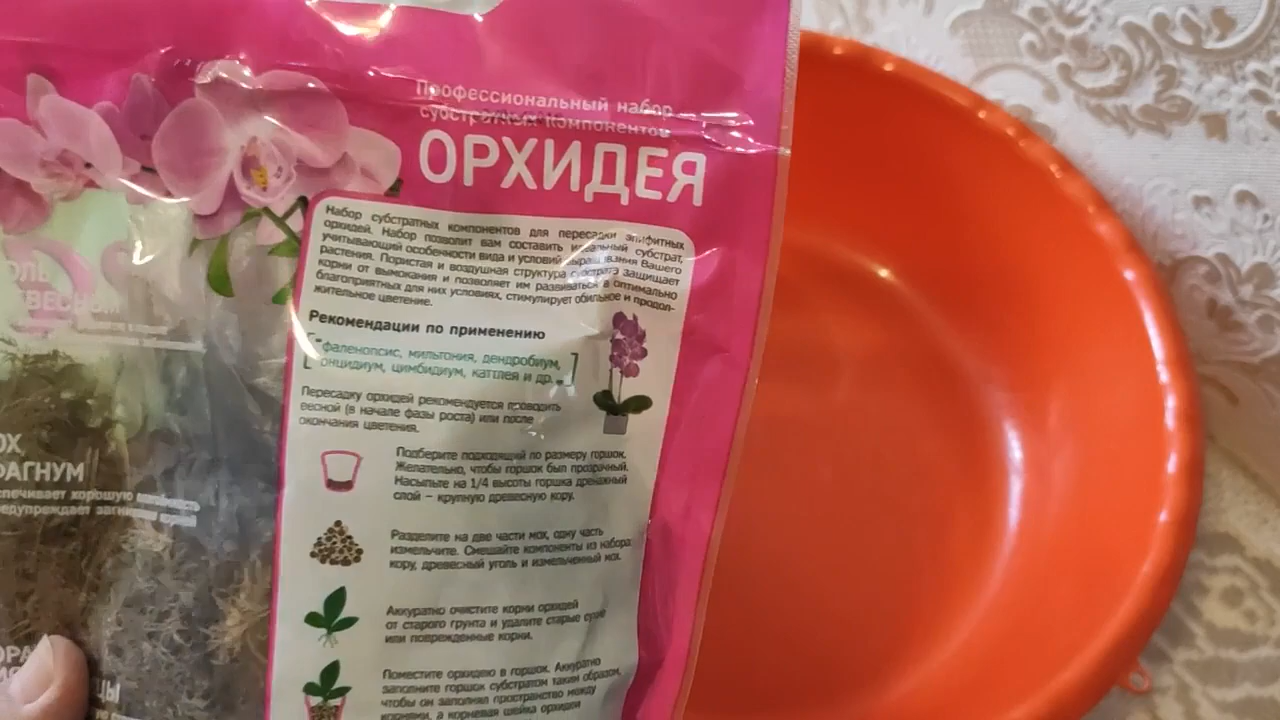 Профессиональный набор
субстратных компонентов
ОРХИДЕЯ
Набор субстратных компонентов для пересадки эпифитных
орхидей. Набор позволит вам составить идеальный субстрат,
учитывающий особенности вида и условий выращивания Вашего
растения. Пористая и воздушная структура субстрата защищает
корни от вымокания и позволяет им развиваться в оптимально
благоприятных для них условиях, стимулирует обильное и продол-
жительное цветение.
Рекомендации по применению
фаленопсис, мильтония, дендробиум,
онцидиум, цимбидиум, каттлея и др.
Пересадку орхидей рекомендуется проводить
весной (в начале фазы роста) или после
окончания цветения.
Подберите подходящий по размеру горшок.
Желательно, чтобы горшок был прозрачный.
Насыпьте на 1/4 высоты горшка дренажный
слой – крупную древесную кору.
Разделите на две части мох, одну часть
измельчите. Смешайте компоненты из набора:
кору, древесный уголь и измельченный мох.
Аккуратно очистите корни орхидей
от старого грунта и удалите старые сухие
или поврежденные корни.
Поместите орхидею в горшок. Аккуратно
заполните горшок субстратом таким образом,
чтобы он заполнял пространство между
корнями, а корневая шейка орхидеи
ОХ,
ФАГНУМ
спечивает хорошую
едупреждает